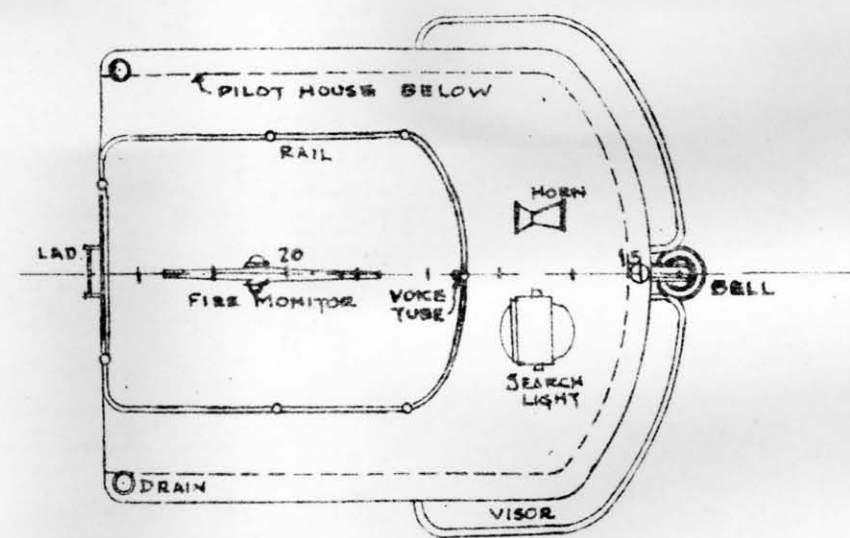 PILOT HOUSE BELOW
RAIL
HORN
LAD.
20
15
FIRE MONITOR
VOICE
TUBE
BELL
SEARCH
LIGHT
DRAIN
VISOR